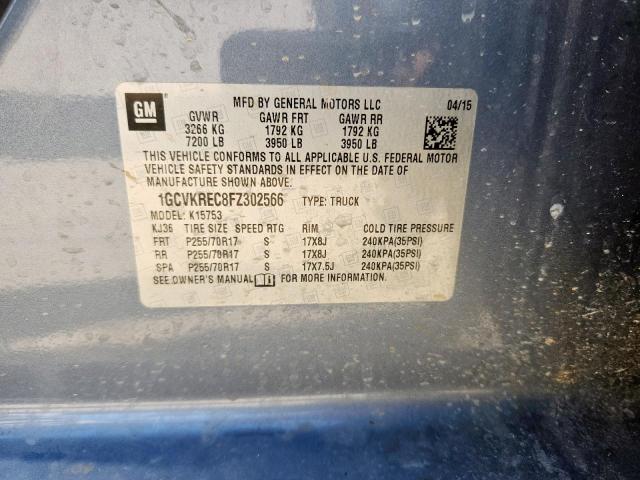 GM
MFD BY GENERAL MOTORS LLC 04/15
GVWR GAWR FRT GAWR RR
3266 KG 1792 KG 1792 KG
7200 LB 3950 LB 3950 LB
THIS VEHICLE CONFORMS TO ALL APPLICABLE U.S. FEDERAL MOTOR
VEHICLE SAFETY STANDARDS IN EFFECT ON THE DATE OF
MANUFACTURE SHOWN ABOVE.
1GCVKREC8FZ302566 TYPE: TRUCK
MODEL: K15753
KJ36 TIRE SIZE SPEED RTG RIM COLD TIRE PRESSURE
FRT P255/70R17 S 17X8J 240KPA(35PSI)
RR P255/70R17 S 17X8J 240KPA(35PSI)
SPA P255/70R17 S 17X7.5J 240KPA(35PSI)
SEE OWNER'S MANUAL FOR MORE INFORMATION.